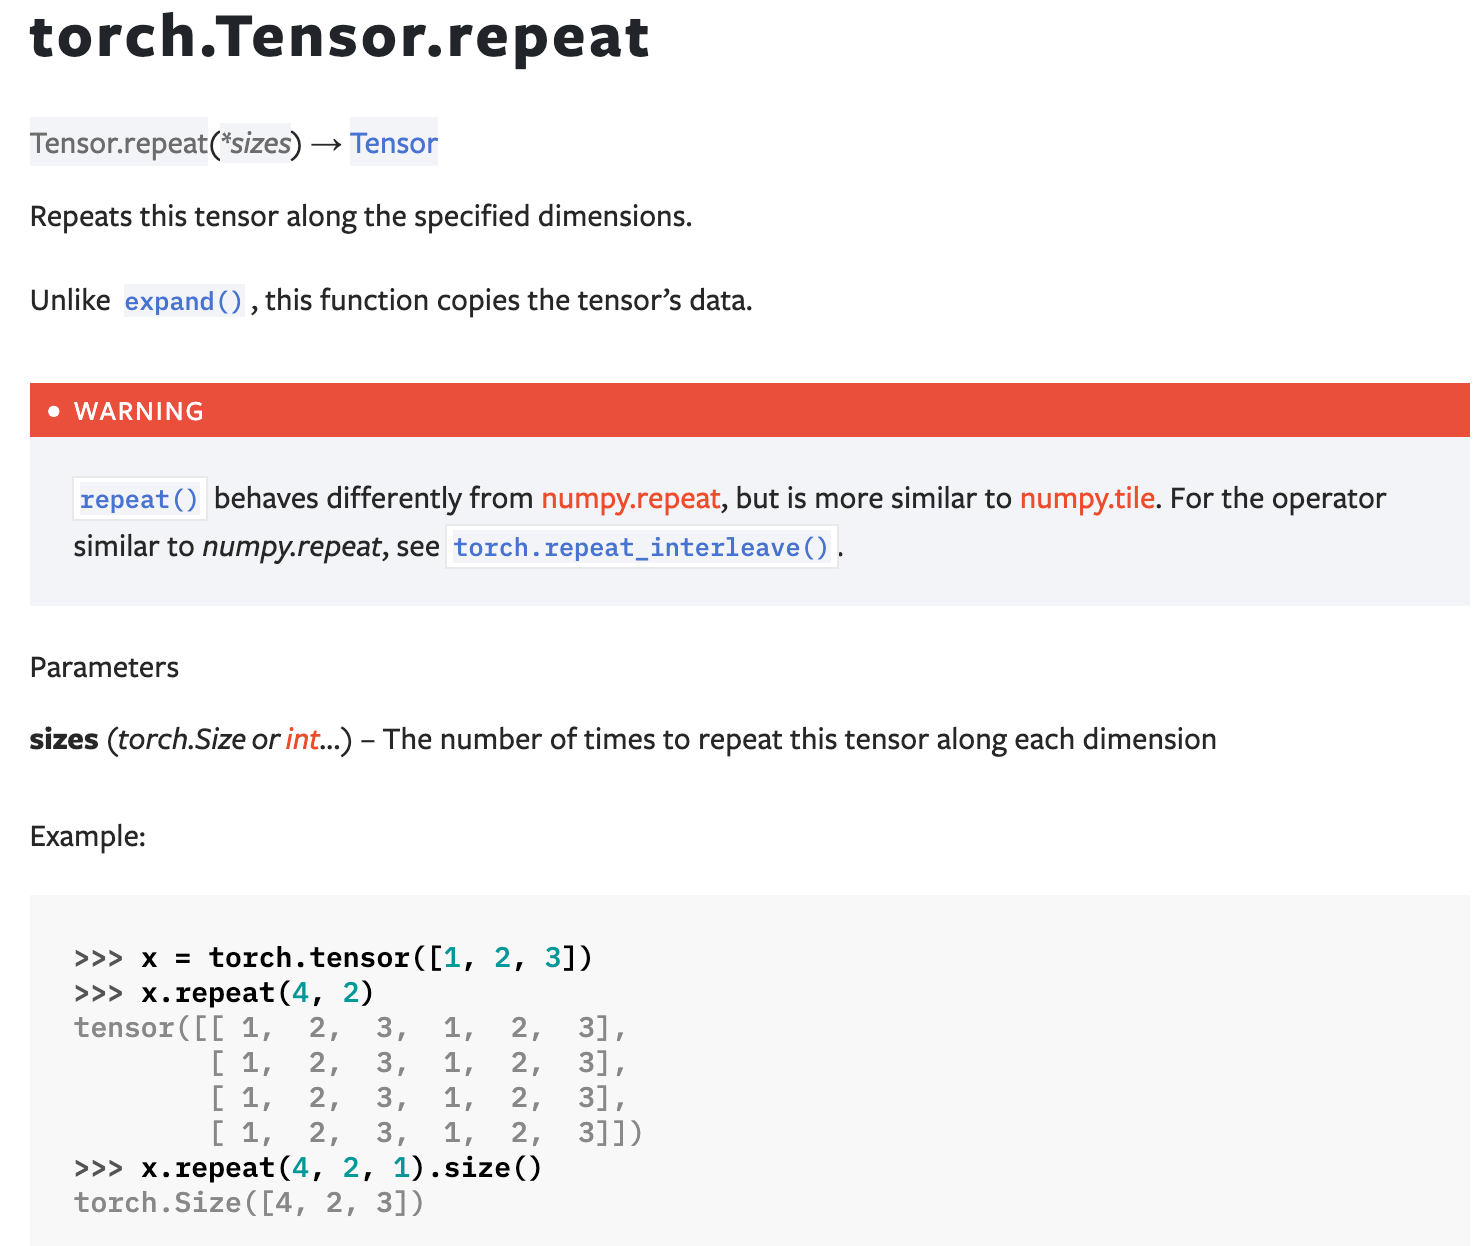 torch.Tensor.repeat
Tensor.repeat(*sizes) → Tensor
Repeats this tensor along the specified dimensions.
Unlike expand(), this function copies the tensor’s data.
• WARNING
repeat() behaves differently from numpy.repeat, but is more similar to numpy.tile. For the operator
similar to numpy.repeat, see torch.repeat_interleave().
Parameters
sizes (torch.Size or int...) – The number of times to repeat this tensor along each dimension
Example:
>>> x = torch.tensor([1, 2, 3])
>>> x.repeat(4, 2)
tensor([[ 1,  2,  3,  1,  2,  3],
        [ 1,  2,  3,  1,  2,  3],
        [ 1,  2,  3,  1,  2,  3],
        [ 1,  2,  3,  1,  2,  3]])
>>> x.repeat(4, 2, 1).size()
torch.Size([4, 2, 3])